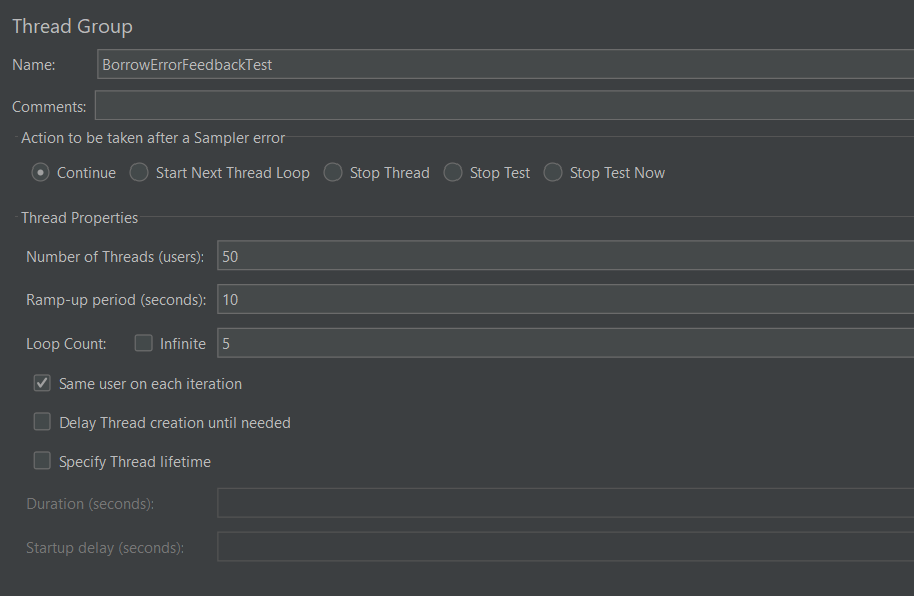 Thread Group
Name: BorrowErrorFeedbackTest
Comments:
Action to be taken after a Sampler error
Continue Start Next Thread Loop Stop Thread Stop Test Stop Test Now
Thread Properties
Number of Threads (users): 50
Ramp-up period (seconds): 10
Loop Count: Infinite 5
Same user on each iteration
Delay Thread creation until needed
Specify Thread lifetime
Duration (seconds):
Startup delay (seconds):